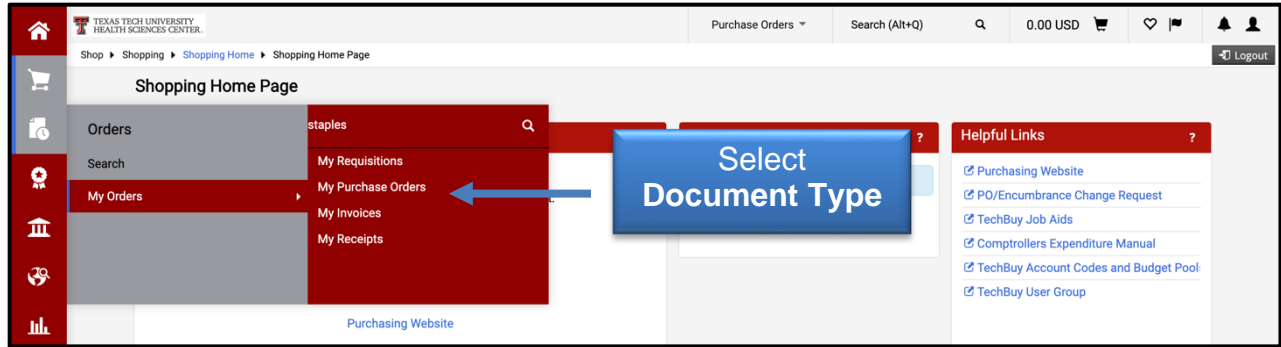 TEXAS TECH UNIVERSITY
HEALTH SCIENCES CENTER.
Purchase Orders
Search (Alt+Q)
0.00 USD
Shop Shopping Shopping Home Shopping Home Page
Logout
Shopping Home Page
Orders
Search
My Orders
staples
My Requisitions
My Purchase Orders
My Invoices
My Receipts
Select
Document Type
?
Helpful Links ?
Purchasing Website
PO/Encumbrance Change Request
TechBuy Job Aids
Comptrollers Expenditure Manual
TechBuy Account Codes and Budget Pool
TechBuy User Group
Purchasing Website